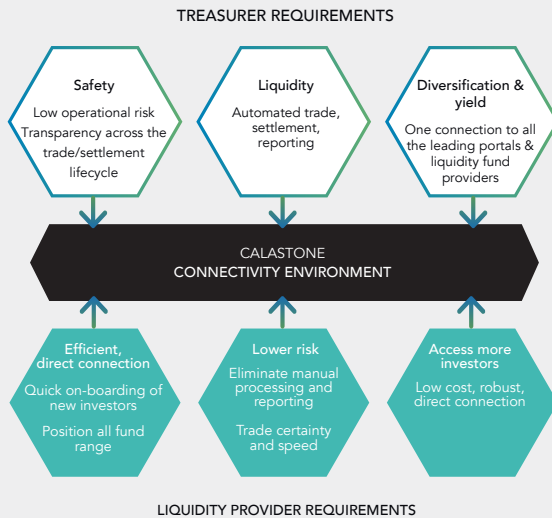 TREASURER REQUIREMENTS
Safety
Low operational risk
Transparency across the
trade/settlement
lifecycle
Liquidity
Automated trade,
settlement,
reporting
Diversification &
yield
One connection to all
the leading portals &
liquidity fund
providers
CALASTONE
CONNECTIVITY ENVIRONMENT
Efficient,
direct connection
Quick on-boarding of
new investors
Position all fund
range
Lower risk
Eliminate manual
processing and
reporting
Trade certainty
and speed
Access more
investors
Low cost, robust,
direct connection
LIQUIDITY PROVIDER REQUIREMENTS